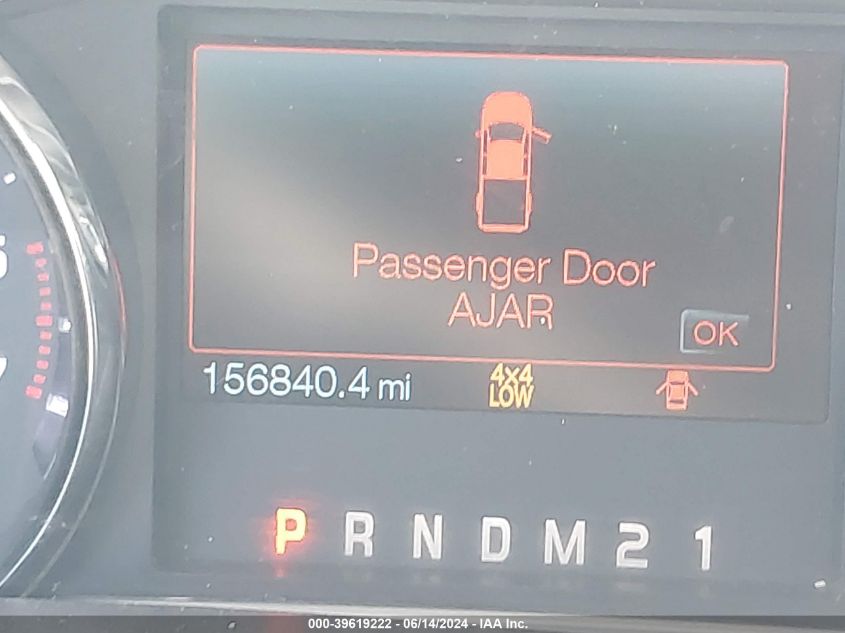 Passenger Door
AJAR
OK
156840.4 mi
4x4
LOW
P R N D M 2 1
000-39619222 - 06/14/2024 - IAA Inc.